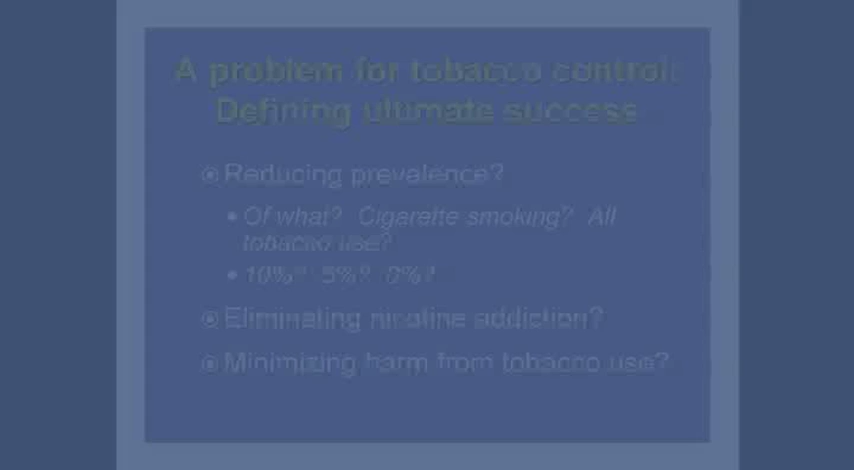 A problem for tobacco control:
Defining ultimate success
Reducing prevalence?
Of what? Cigarette smoking? All
tobacco use?
10%? 5%? 0%?
Eliminating nicotine addiction?
Minimizing harm from tobacco use?